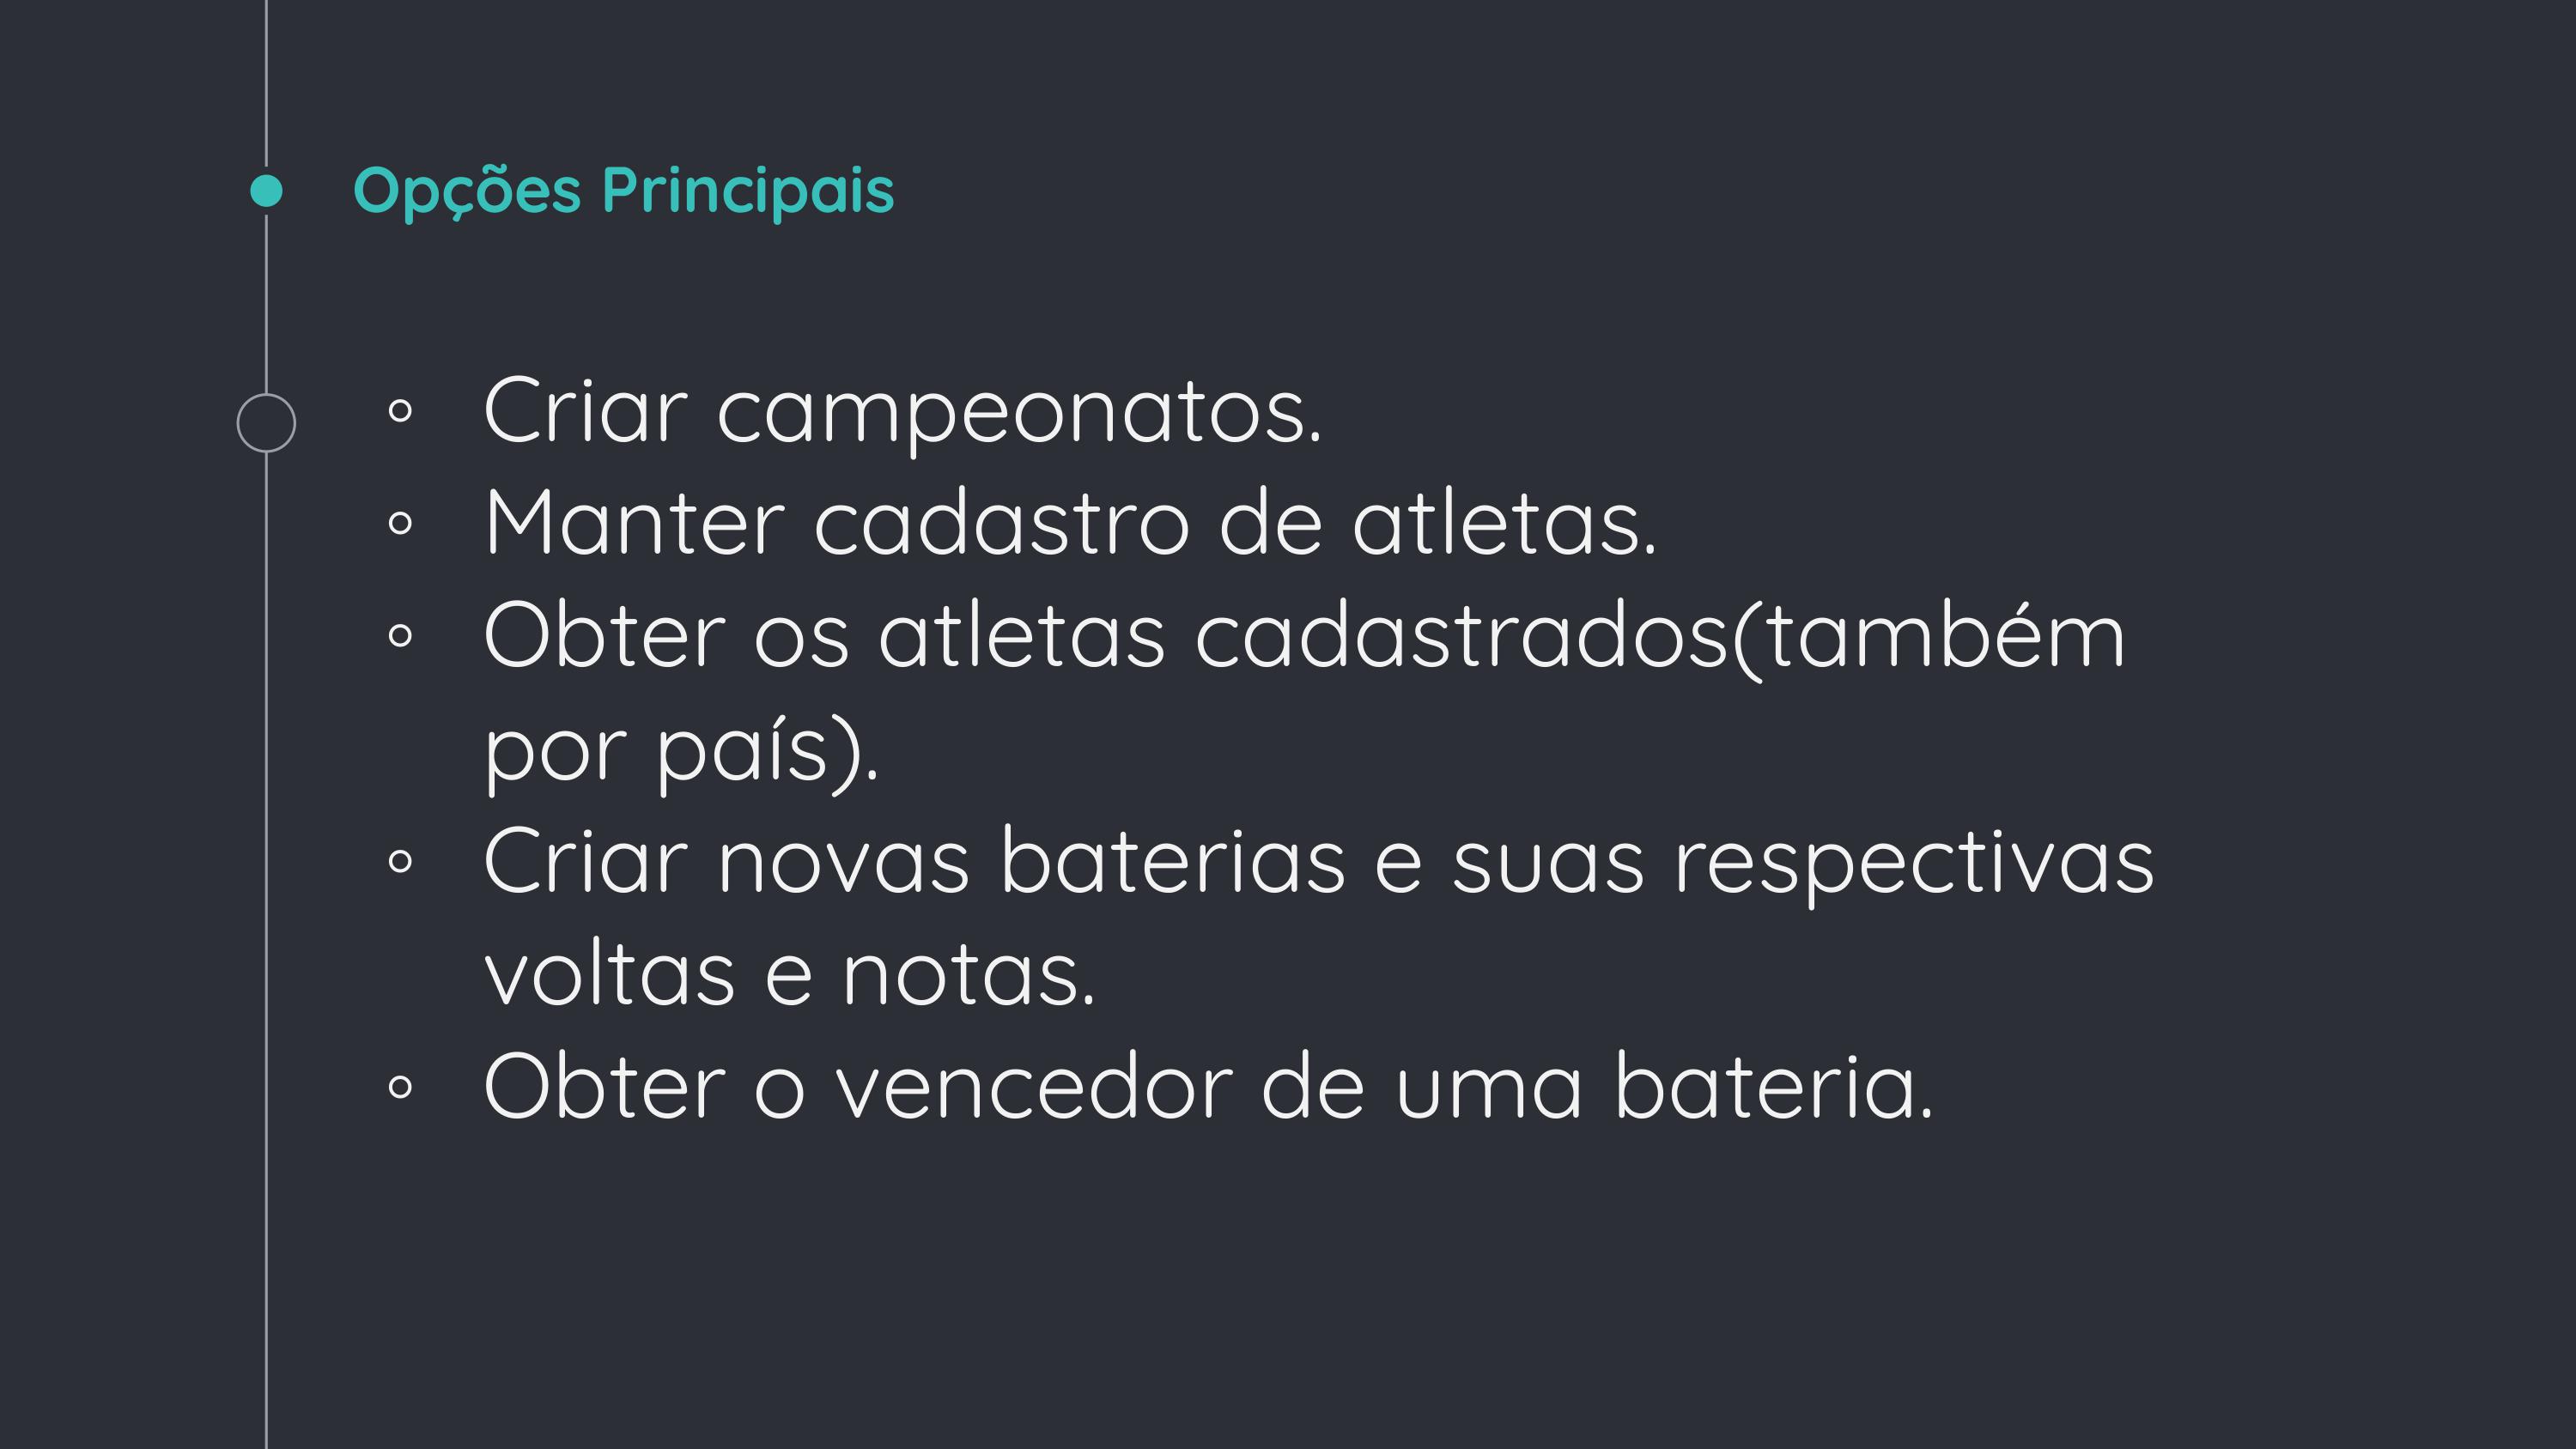 Opções Principais
◦ Criar campeonatos.
◦ Manter cadastro de atletas.
◦ Obter os atletas cadastrados(também
por país).
◦ Criar novas baterias e suas respectivas
voltas e notas.
◦ Obter o vencedor de uma bateria.